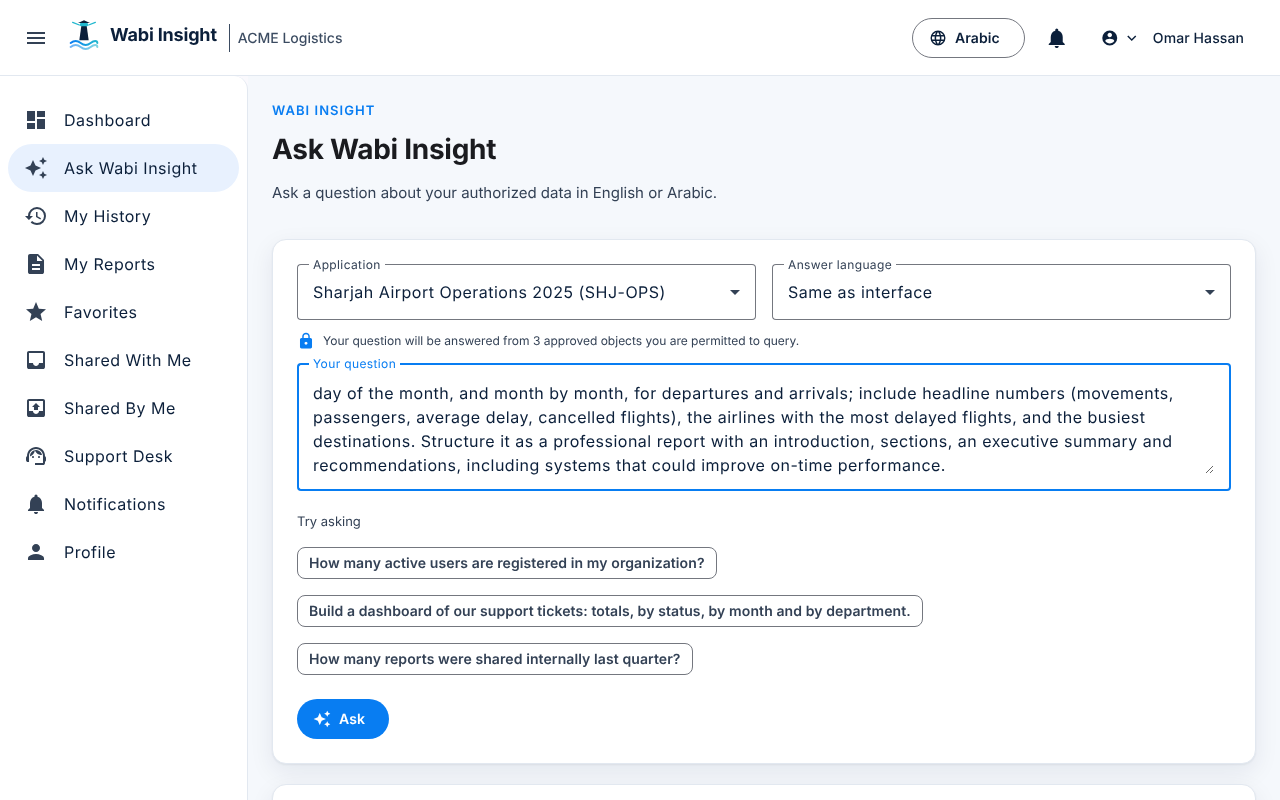 Wabi Insight
ACME Logistics
Arabic
Omar Hassan
Dashboard
Ask Wabi Insight
My History
My Reports
Favorites
Shared With Me
Shared By Me
Support Desk
Notifications
Profile
WABI INSIGHT
Ask Wabi Insight
Ask a question about your authorized data in English or Arabic.
Application
Sharjah Airport Operations 2025 (SHJ-OPS)
Answer language
Same as interface
Your question will be answered from 3 approved objects you are permitted to query.
Your question
day of the month, and month by month, for departures and arrivals; include headline numbers (movements,
passengers, average delay, cancelled flights), the airlines with the most delayed flights, and the busiest
destinations. Structure it as a professional report with an introduction, sections, an executive summary and
recommendations, including systems that could improve on-time performance.
Try asking
How many active users are registered in my organization?
Build a dashboard of our support tickets: totals, by status, by month and by department.
How many reports were shared internally last quarter?
Ask